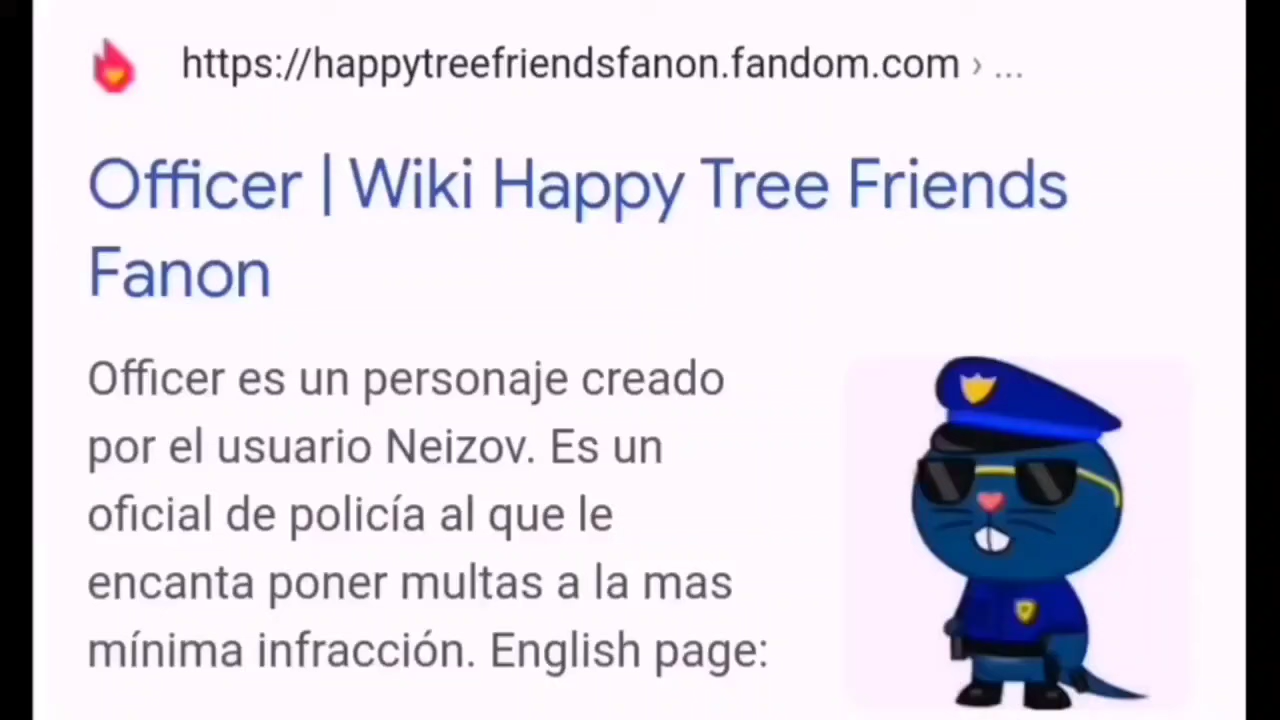 https://happytreefriendsfanon.fandom.com › ...
Officer | Wiki Happy Tree Friends
Fanon
Officer es un personaje creado
por el usuario Neizov. Es un
oficial de policía al que le
encanta poner multas a la mas
mínima infracción. English page: